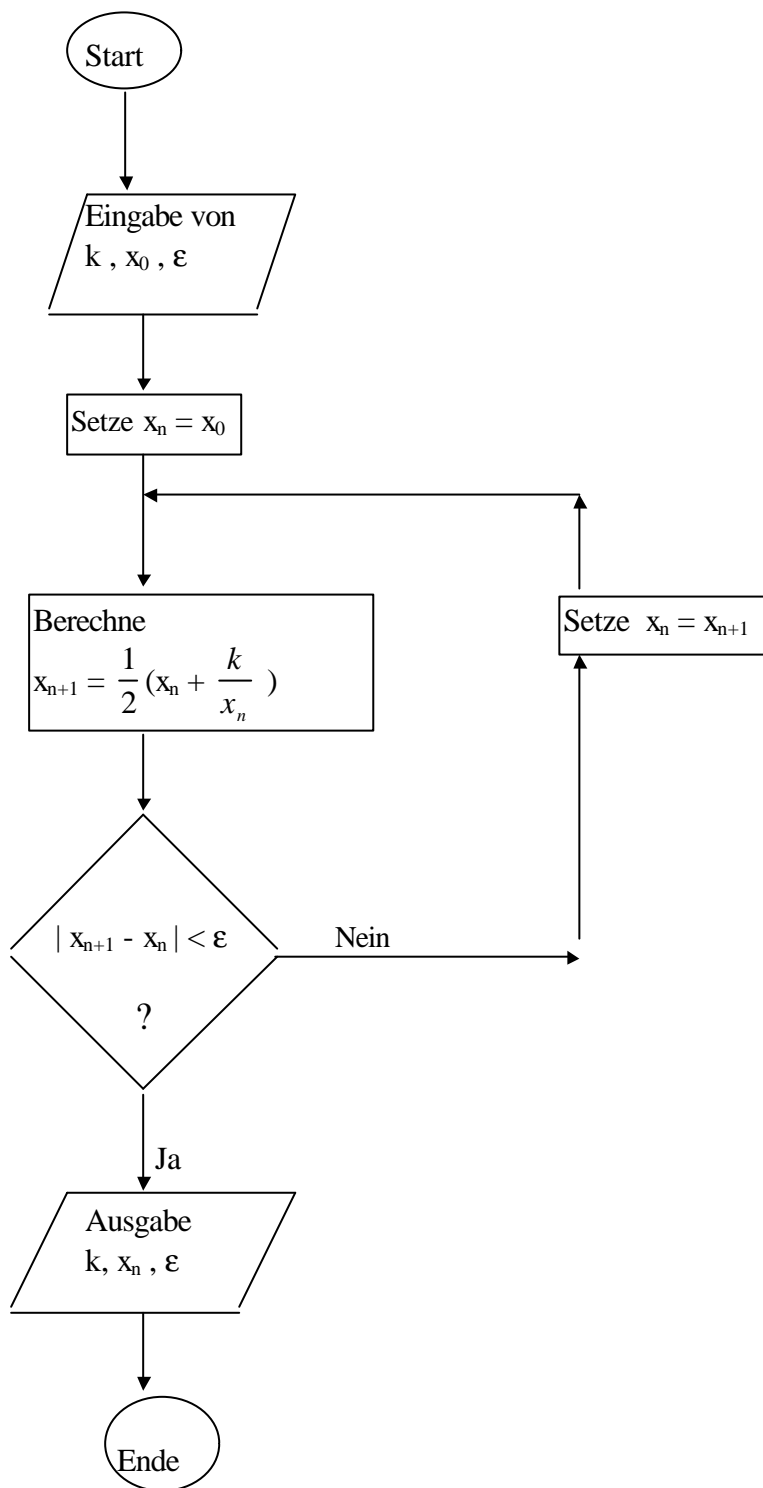 Start
Eingabe von
k , x₀ , ε
Setze xₙ = x₀
Berechne
xₙ₊₁ = 1/2 (xₙ + k/xₙ )
Setze xₙ = xₙ₊₁
| xₙ₊₁ - xₙ | < ε
?
Nein
Ja
Ausgabe
k, xₙ , ε
Ende